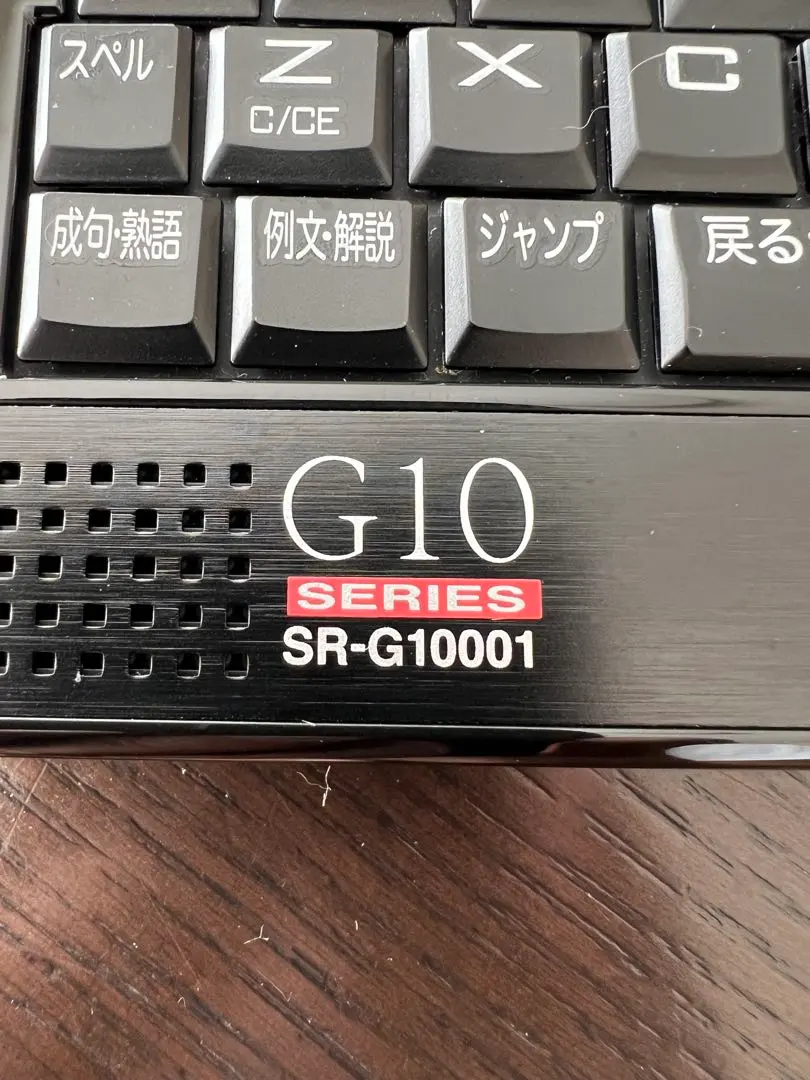 スペル
Z
C/CE
X
C
成句・熟語
例文・解説
ジャンプ
戻る
G10
SERIES
SR-G10001